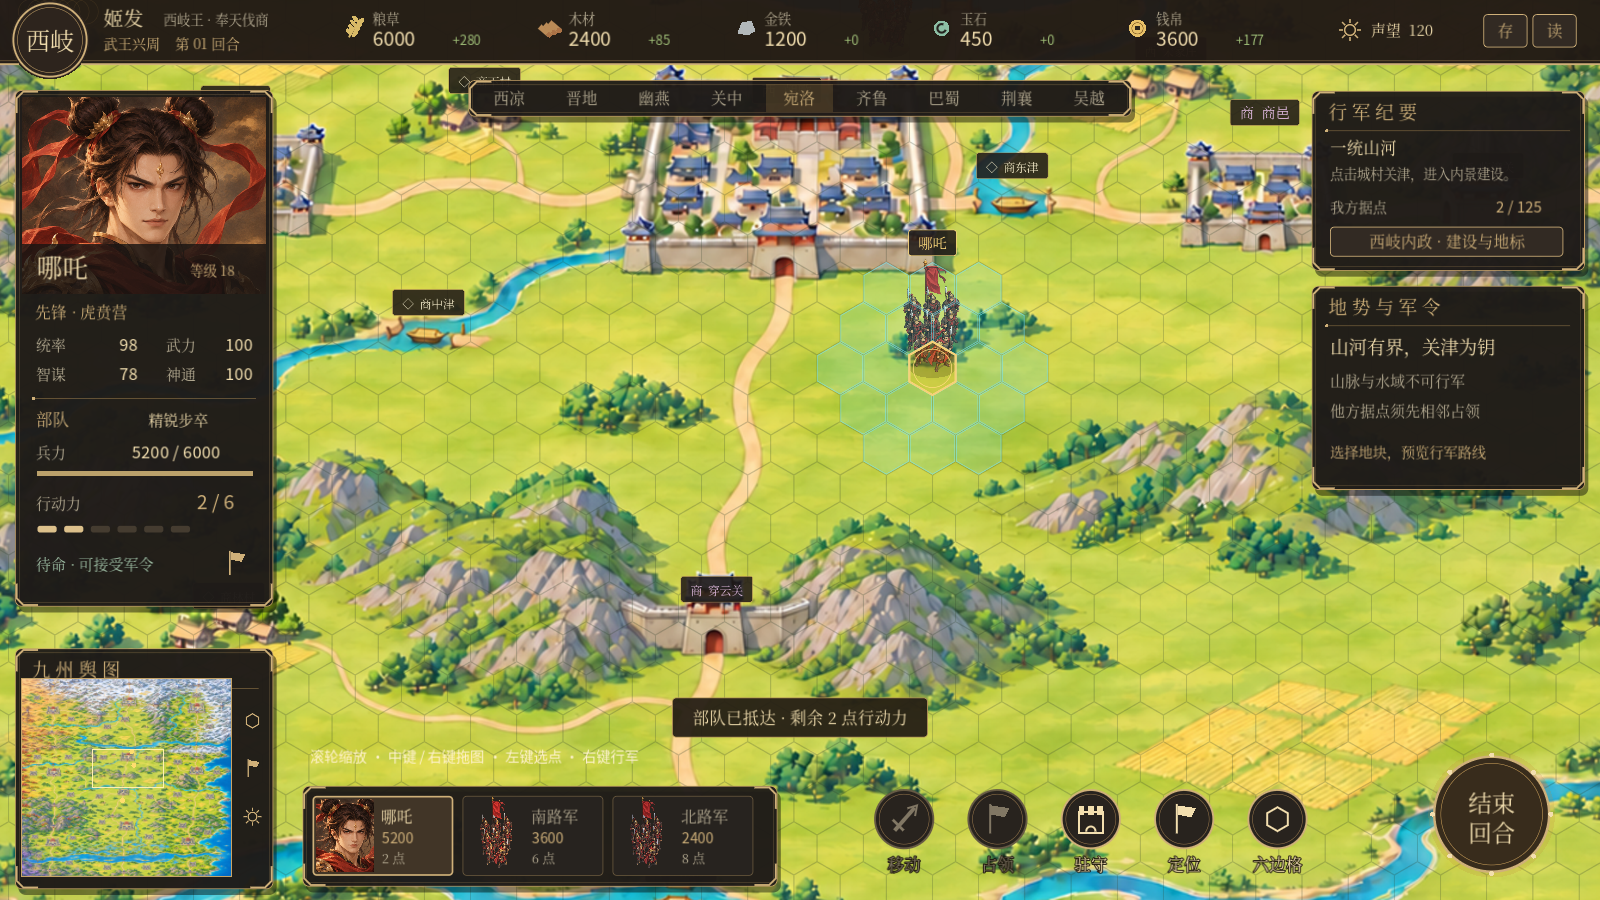 西岐
姬发 西岐王 · 奉天伐商
武王兴周 第 01 回合
粮草 6000 +280
木材 2400 +85
金铁 1200 +0
玉石 450 +0
钱帛 3600 +177
声望 120
存 读
西凉 晋地 幽燕 关中 宛洛 齐鲁 巴蜀 荆襄 吴越
商 商邑
◇ 商东津
哪吒
◇ 商中津
商 穿云关
哪吒 等级 18
先锋 · 虎贲营
统率 98 武力 100
智谋 78 神通 100
部队 精锐步卒
兵力 5200 / 6000
行动力 2 / 6
待命 · 可接受军令
九州舆图
行军纪要
一统山河
点击城村关津，进入内景建设。
我方据点 2 / 125
西岐内政 · 建设与地标
地势与军令
山河有界，关津为钥
山脉与水域不可行军
他方据点须先相邻占领
选择地块，预览行军路线
部队已抵达 · 剩余 2 点行动力
滚轮缩放 · 中键 / 右键拖图 · 左键选点 · 右键行军
哪吒
5200
2 点
南路军
3600
6 点
北路军
2400
8 点
移动 占领 驻守 定位 六边格
结束
回合